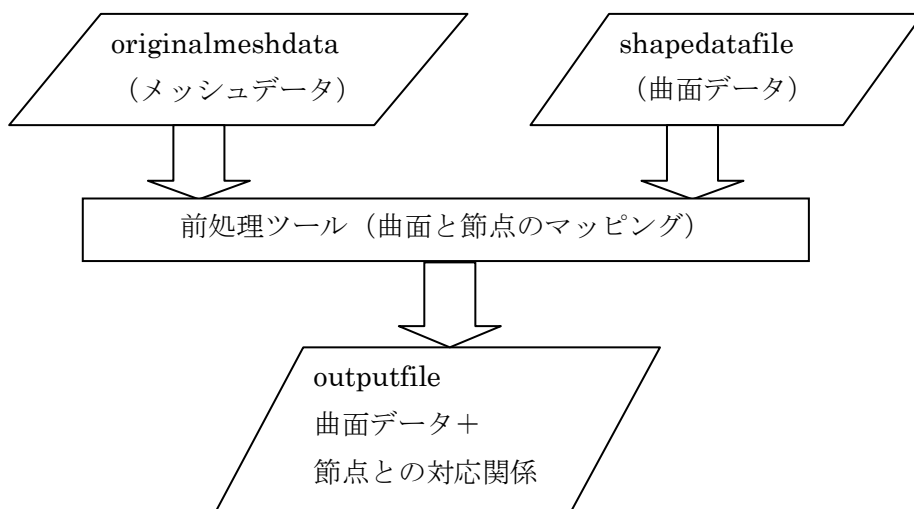 originalmeshdata
（メッシュデータ）
shapedatafile
（曲面データ）
前処理ツール（曲面と節点のマッピング）
outputfile
曲面データ＋
節点との対応関係